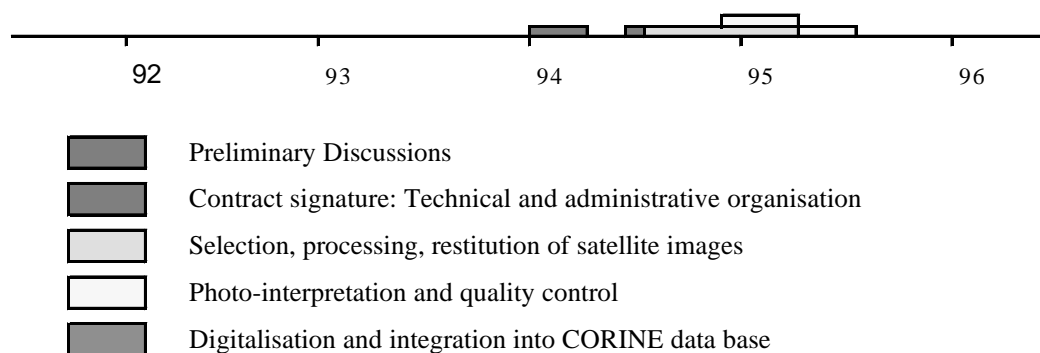 92 93 94 95 96
Preliminary Discussions
Contract signature: Technical and administrative organisation
Selection, processing, restitution of satellite images
Photo-interpretation and quality control
Digitalisation and integration into CORINE data base